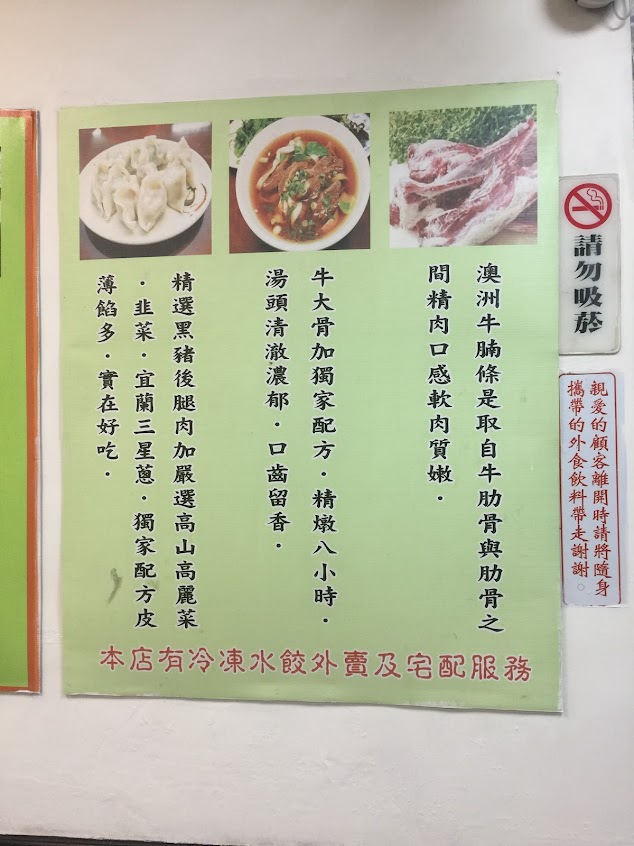 澳洲牛腩條是取自牛肋骨與肋骨之
間精肉口感軟肉質嫩．
牛大骨加獨家配方．精燉八小時．
湯頭清澈濃郁．口齒留香．
精選黑豬後腿肉加嚴選高山高麗菜
．韭菜．宜蘭三星蔥．獨家配方皮
薄餡多．實在好吃．
本店有冷凍水餃外賣及宅配服務
請勿吸菸
親愛的顧客離開時請將隨身
攜帶的外食飲料帶走謝謝。